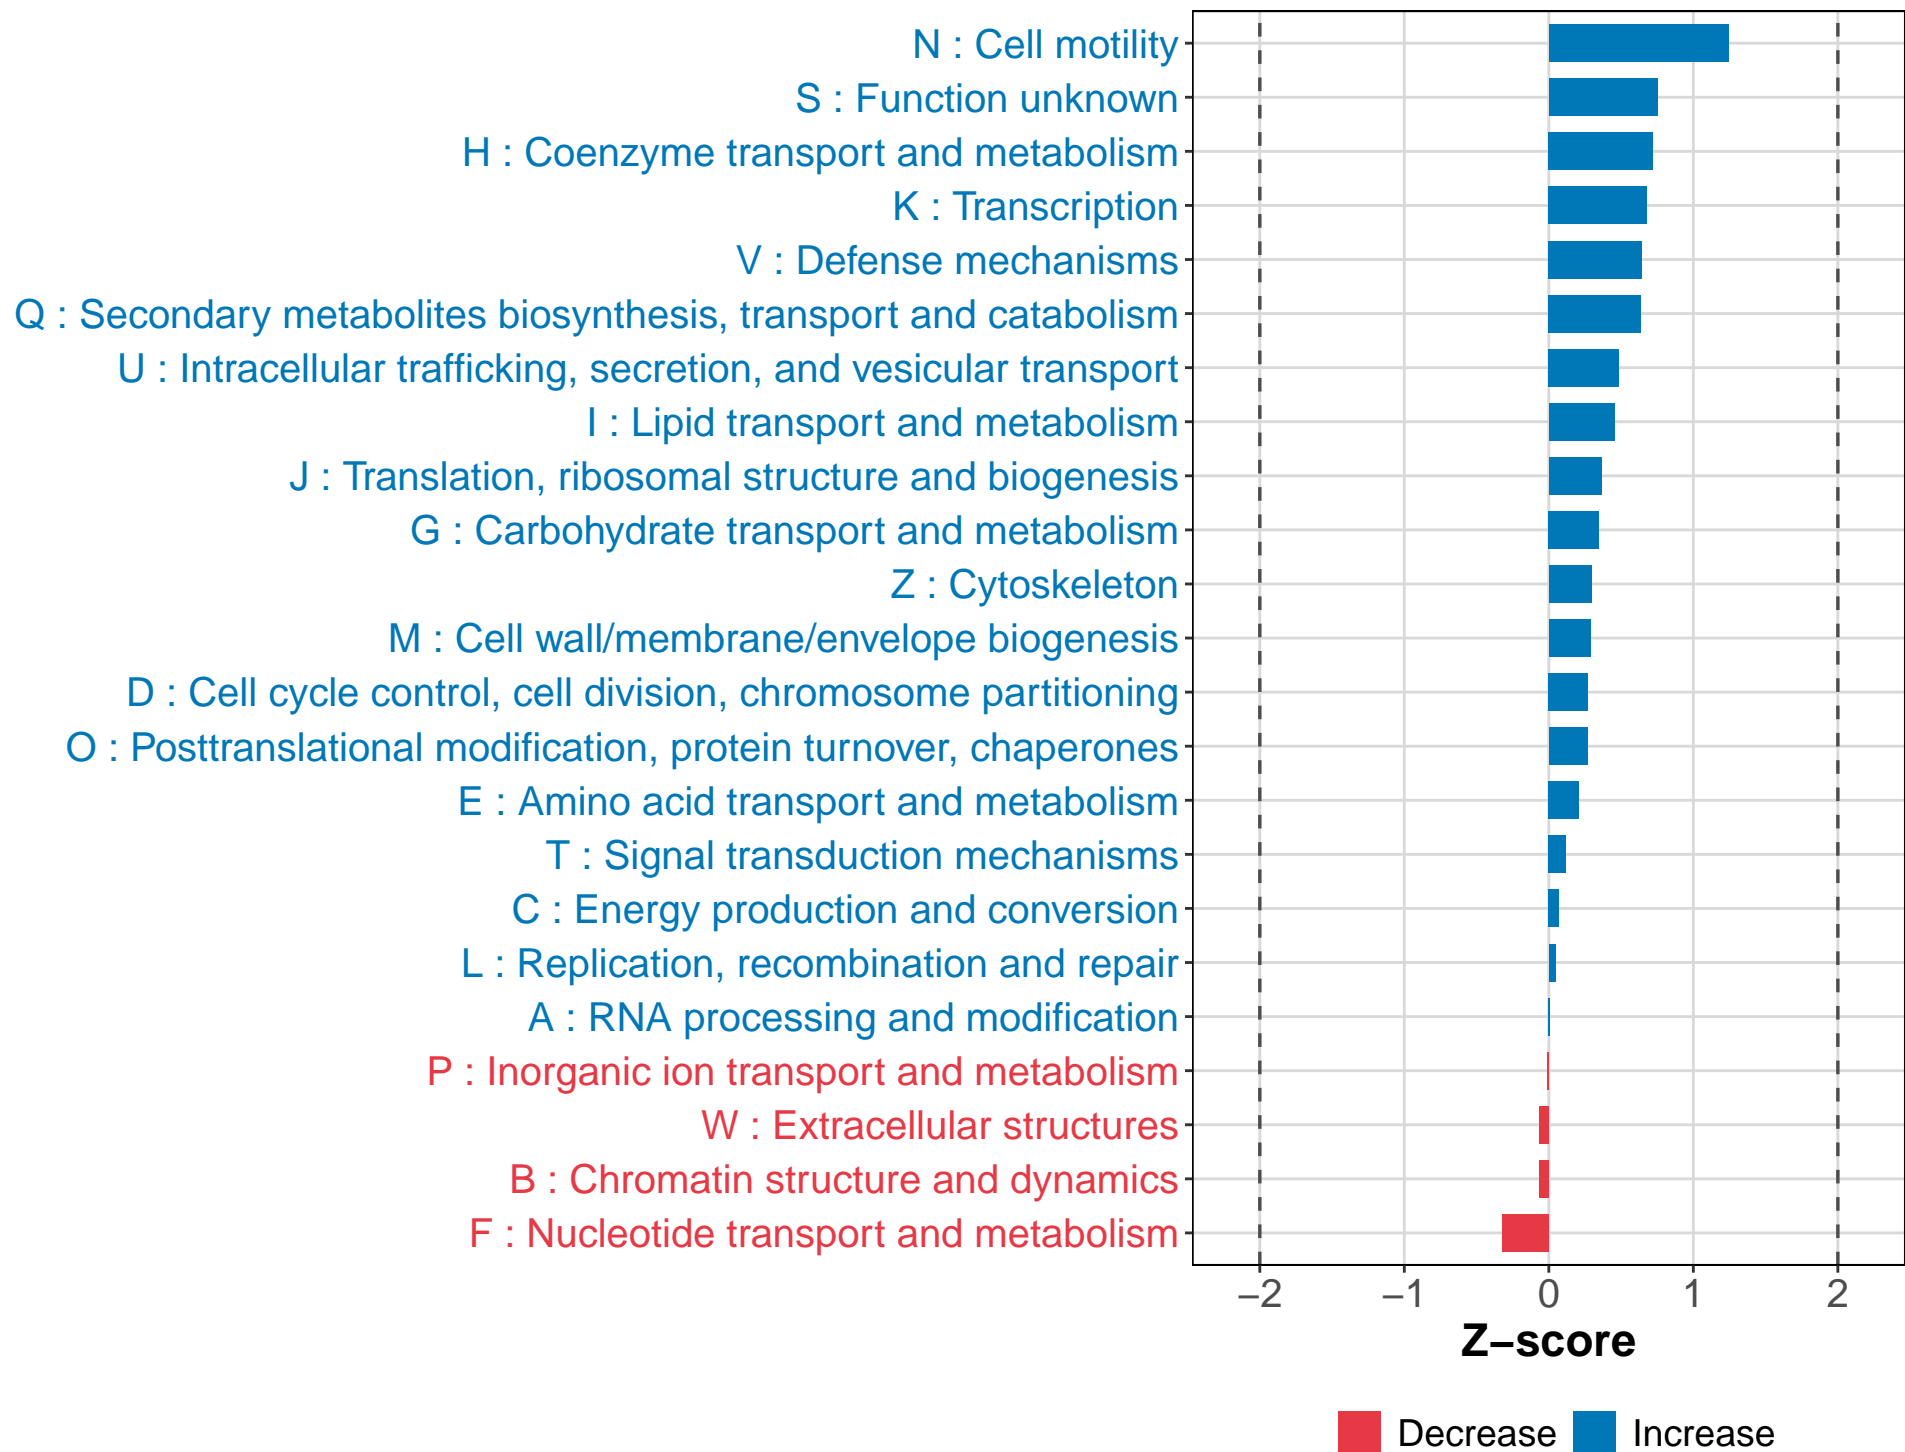 N : Cell motility
S : Function unknown
H : Coenzyme transport and metabolism
K : Transcription
V : Defense mechanisms
Q : Secondary metabolites biosynthesis, transport and catabolism
U : Intracellular trafficking, secretion, and vesicular transport
I : Lipid transport and metabolism
J : Translation, ribosomal structure and biogenesis
G : Carbohydrate transport and metabolism
Z : Cytoskeleton
M : Cell wall/membrane/envelope biogenesis
D : Cell cycle control, cell division, chromosome partitioning
O : Posttranslational modification, protein turnover, chaperones
E : Amino acid transport and metabolism
T : Signal transduction mechanisms
C : Energy production and conversion
L : Replication, recombination and repair
A : RNA processing and modification
P : Inorganic ion transport and metabolism
W : Extracellular structures
B : Chromatin structure and dynamics
F : Nucleotide transport and metabolism
−2 −1 0 1 2
Z−score
Decrease Increase